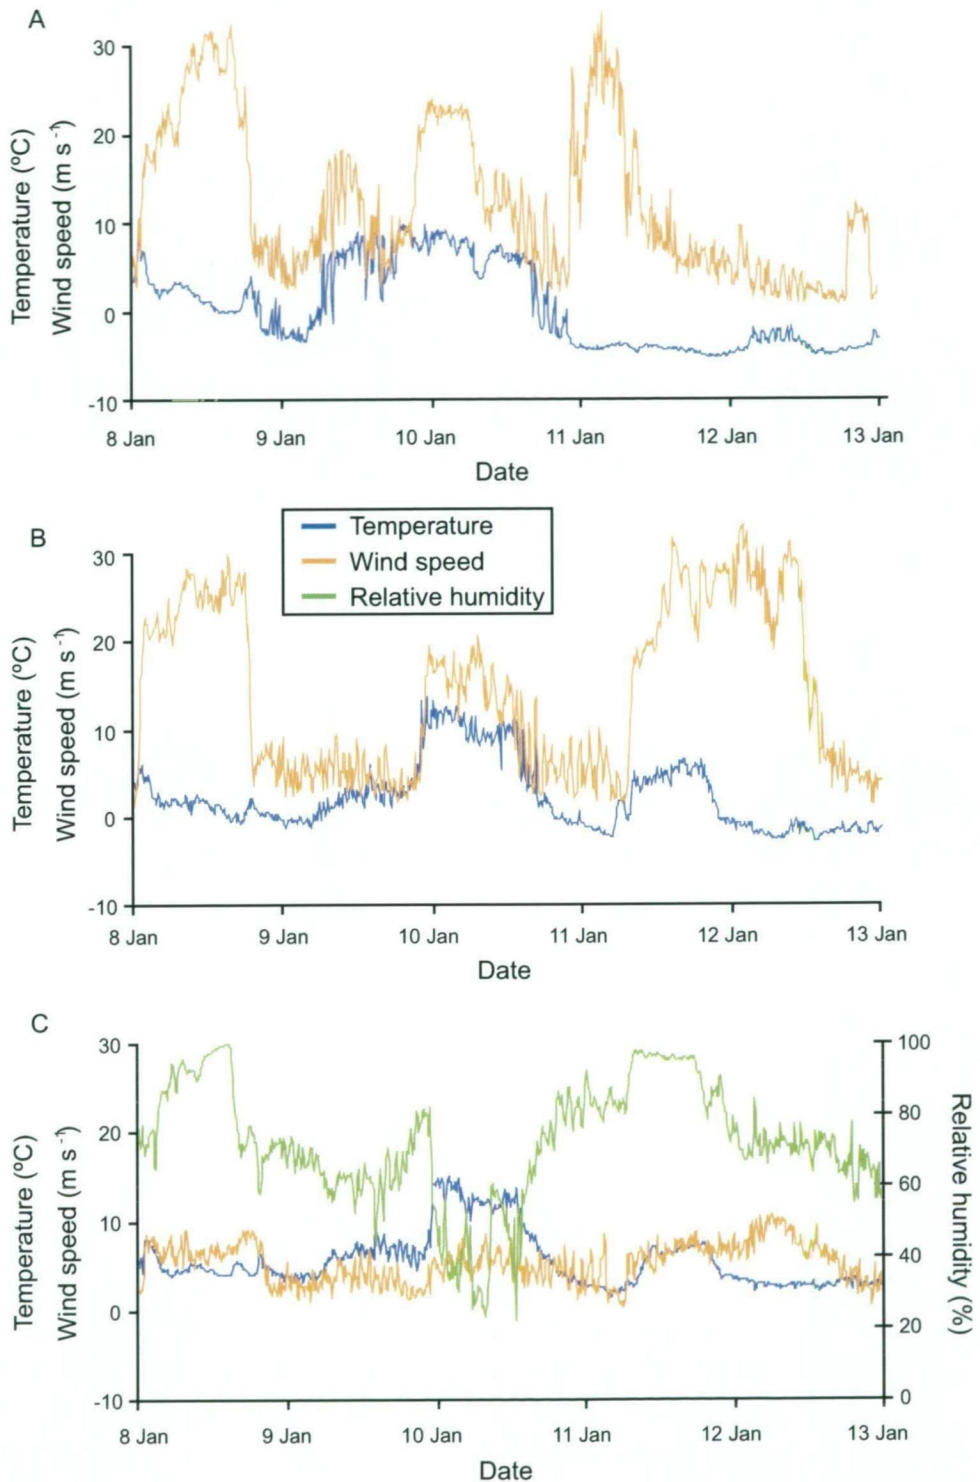 A
Temperature (ºC)
Wind speed (m s⁻¹)
30
20
10
0
-10
8 Jan 9 Jan 10 Jan 11 Jan 12 Jan 13 Jan
Date
B
Temperature
Wind speed
Relative humidity
Temperature (ºC)
Wind speed (m s⁻¹)
30
20
10
0
-10
8 Jan 9 Jan 10 Jan 11 Jan 12 Jan 13 Jan
Date
C
Temperature (ºC)
Wind speed (m s⁻¹)
30
20
10
0
-10
100
80
60
40
20
0
Relative humidity (%)
8 Jan 9 Jan 10 Jan 11 Jan 12 Jan 13 Jan
Date